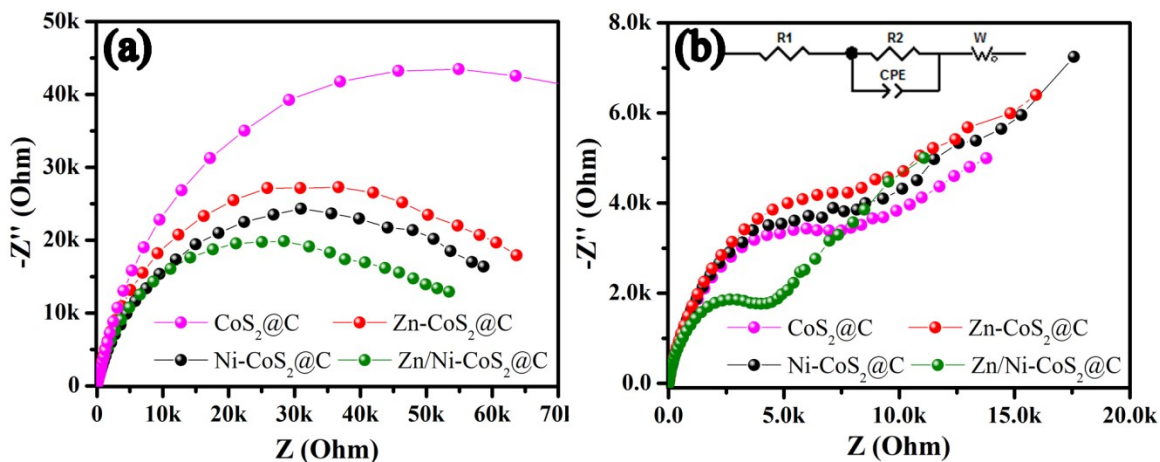 (a)
-Z'' (Ohm)
50k
40k
30k
20k
10k
0
0
10k
20k
30k
40k
50k
60k
70k
Z (Ohm)
CoS₂@C
Zn-CoS₂@C
Ni-CoS₂@C
Zn/Ni-CoS₂@C
(b)
R1
R2
W
CPE
-Z'' (Ohm)
8.0k
6.0k
4.0k
2.0k
0.0
0.0
5.0k
10.0k
15.0k
20.0k
Z (Ohm)
CoS₂@C
Zn-CoS₂@C
Ni-CoS₂@C
Zn/Ni-CoS₂@C